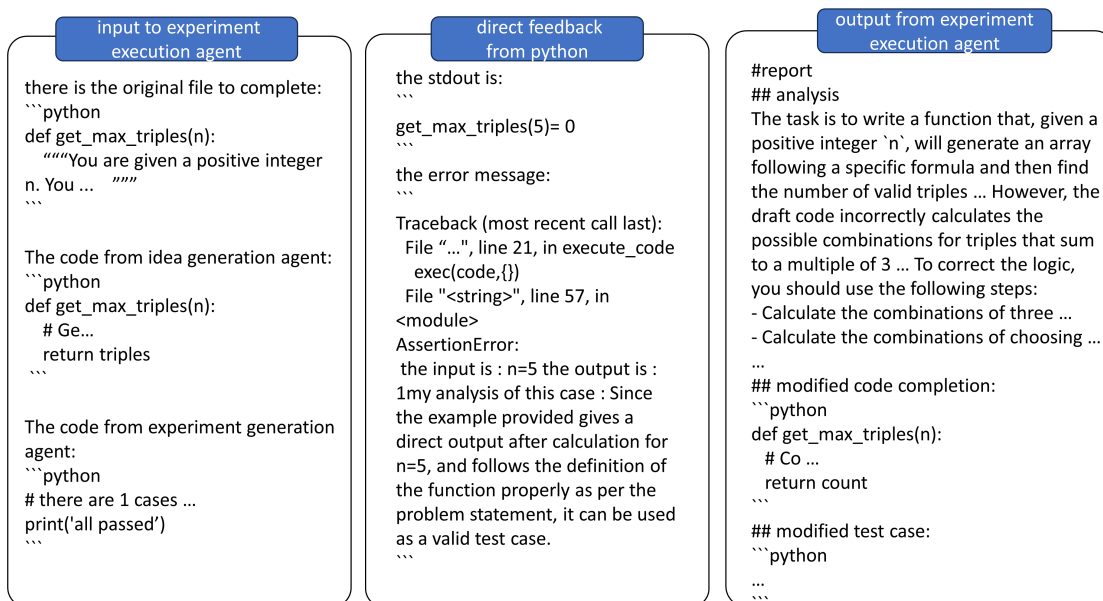 input to experiment
execution agent
there is the original file to complete:
```python
def get_max_triples(n):
“““You are given a positive integer
n. You ... ”””
```
The code from idea generation agent:
```python
def get_max_triples(n):
# Ge...
return triples
```
The code from experiment generation
agent:
```python
# there are 1 cases ...
print('all passed’)
```
direct feedback
from python
the stdout is:
```
get_max_triples(5)= 0
```
the error message:
```
Traceback (most recent call last):
File “...", line 21, in execute_code
exec(code,{})
File "<string>", line 57, in
<module>
AssertionError:
the input is : n=5 the output is :
1my analysis of this case : Since
the example provided gives a
direct output after calculation for
n=5, and follows the definition of
the function properly as per the
problem statement, it can be used
as a valid test case.
```
output from experiment
execution agent
#report
## analysis
The task is to write a function that, given a
positive integer `n`, will generate an array
following a specific formula and then find
the number of valid triples ... However, the
draft code incorrectly calculates the
possible combinations for triples that sum
to a multiple of 3 ... To correct the logic,
you should use the following steps:
- Calculate the combinations of three ...
- Calculate the combinations of choosing ...
...
## modified code completion:
```python
def get_max_triples(n):
# Co ...
return count
```
## modified test case:
```python
...
```